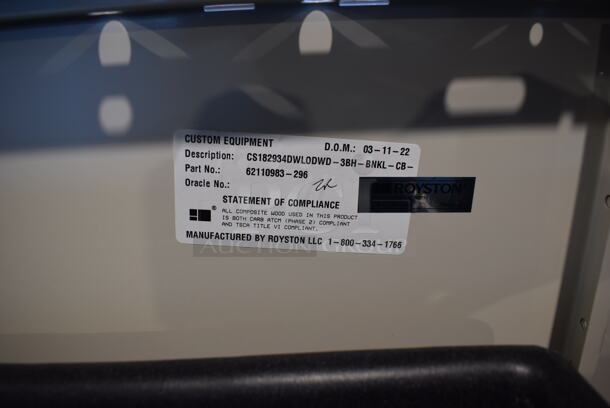 CUSTOM EQUIPMENT D.O.M.: 03-11-22
Description: CS182934DWLODWD-3BH-BNKL-CB-
Part No.: 62110983-296
Oracle No.:
ROYSTON
STATEMENT OF COMPLIANCE
ALL COMPOSITE WOOD USED IN THIS PRODUCT
IS BOTH CARB ATCM (PHASE 2) COMPLIANT
AND TSCA TITLE VI COMPLIANT.
MANUFACTURED BY ROYSTON LLC 1-800-334-1766
AUCTION GROUP